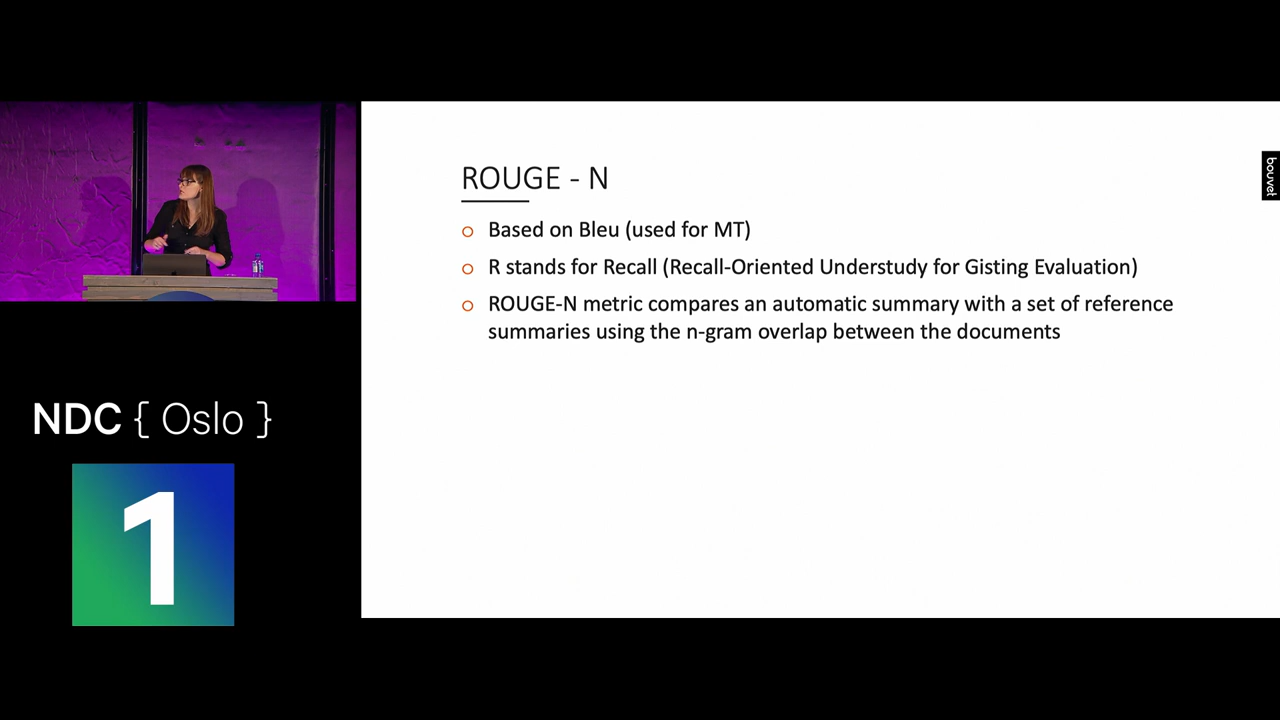 ROUGE - N
Based on Bleu (used for MT)
R stands for Recall (Recall-Oriented Understudy for Gisting Evaluation)
ROUGE-N metric compares an automatic summary with a set of reference
summaries using the n-gram overlap between the documents
bouvet
NDC { Oslo }
1